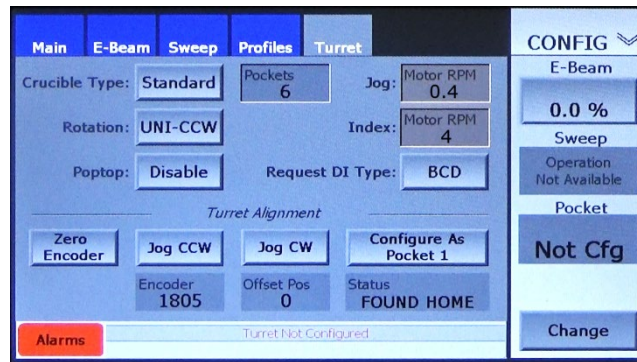 Main E-Beam Sweep Profiles Turret
Crucible Type: Standard Pockets 6 Jog: Motor RPM 0.4
Rotation: UNI-CCW Index: Motor RPM 4
Poptop: Disable Request DI Type: BCD
Turret Alignment
Zero Encoder Jog CCW Jog CW Configure As Pocket 1
Encoder 1805 Offset Pos 0 Status FOUND HOME
Alarms Turret Not Configured
CONFIG
E-Beam
0.0 %
Sweep
Operation
Not Available
Pocket
Not Cfg
Change